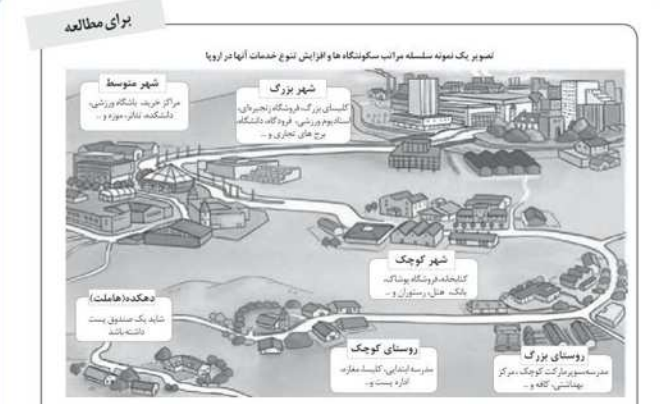 برای مطالعه
تصویر یک نمونه سلسله مراتب سکونتگاه ها و افزایش تنوع خدمات آنها در اروپا
شهر بزرگ
کلیسای بزرگ، فروشگاه زنجیره‌ای،
استادیوم ورزشی، فرودگاه، دانشگاه،
برج های تجاری و ...
شهر متوسط
مراکز خرید، باشگاه ورزشی،
دانشکده، تئاتر، موزه و ...
شهر کوچک
کتابخانه، فروشگاه پوشاک،
بانک، هتل، رستوران و ...
دهکده (هاملت)
شاید یک صندوق پست
داشته باشد
روستای کوچک
مدرسه ابتدایی، کلیسا، مغازه،
اداره پست و ...
روستای بزرگ
مدرسه، سوپرمارکت کوچک، مرکز
بهداشتی، کافه و ...